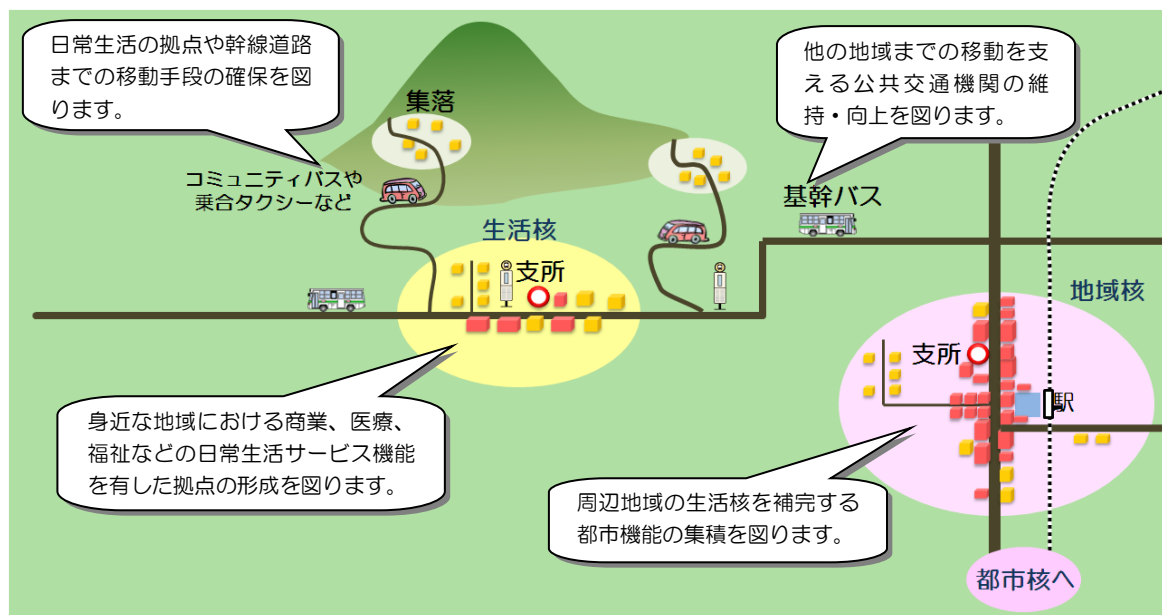 日常生活の拠点や幹線道路
までの移動手段の確保を図
ります。
他の地域までの移動を支
える公共交通機関の維
持・向上を図ります。
集落
コミュニティバスや
乗合タクシーなど
基幹バス
生活核
支所
地域核
支所
駅
身近な地域における商業、医療、
福祉などの日常生活サービス機能
を有した拠点の形成を図ります。
周辺地域の生活核を補完する
都市機能の集積を図ります。
都市核へ